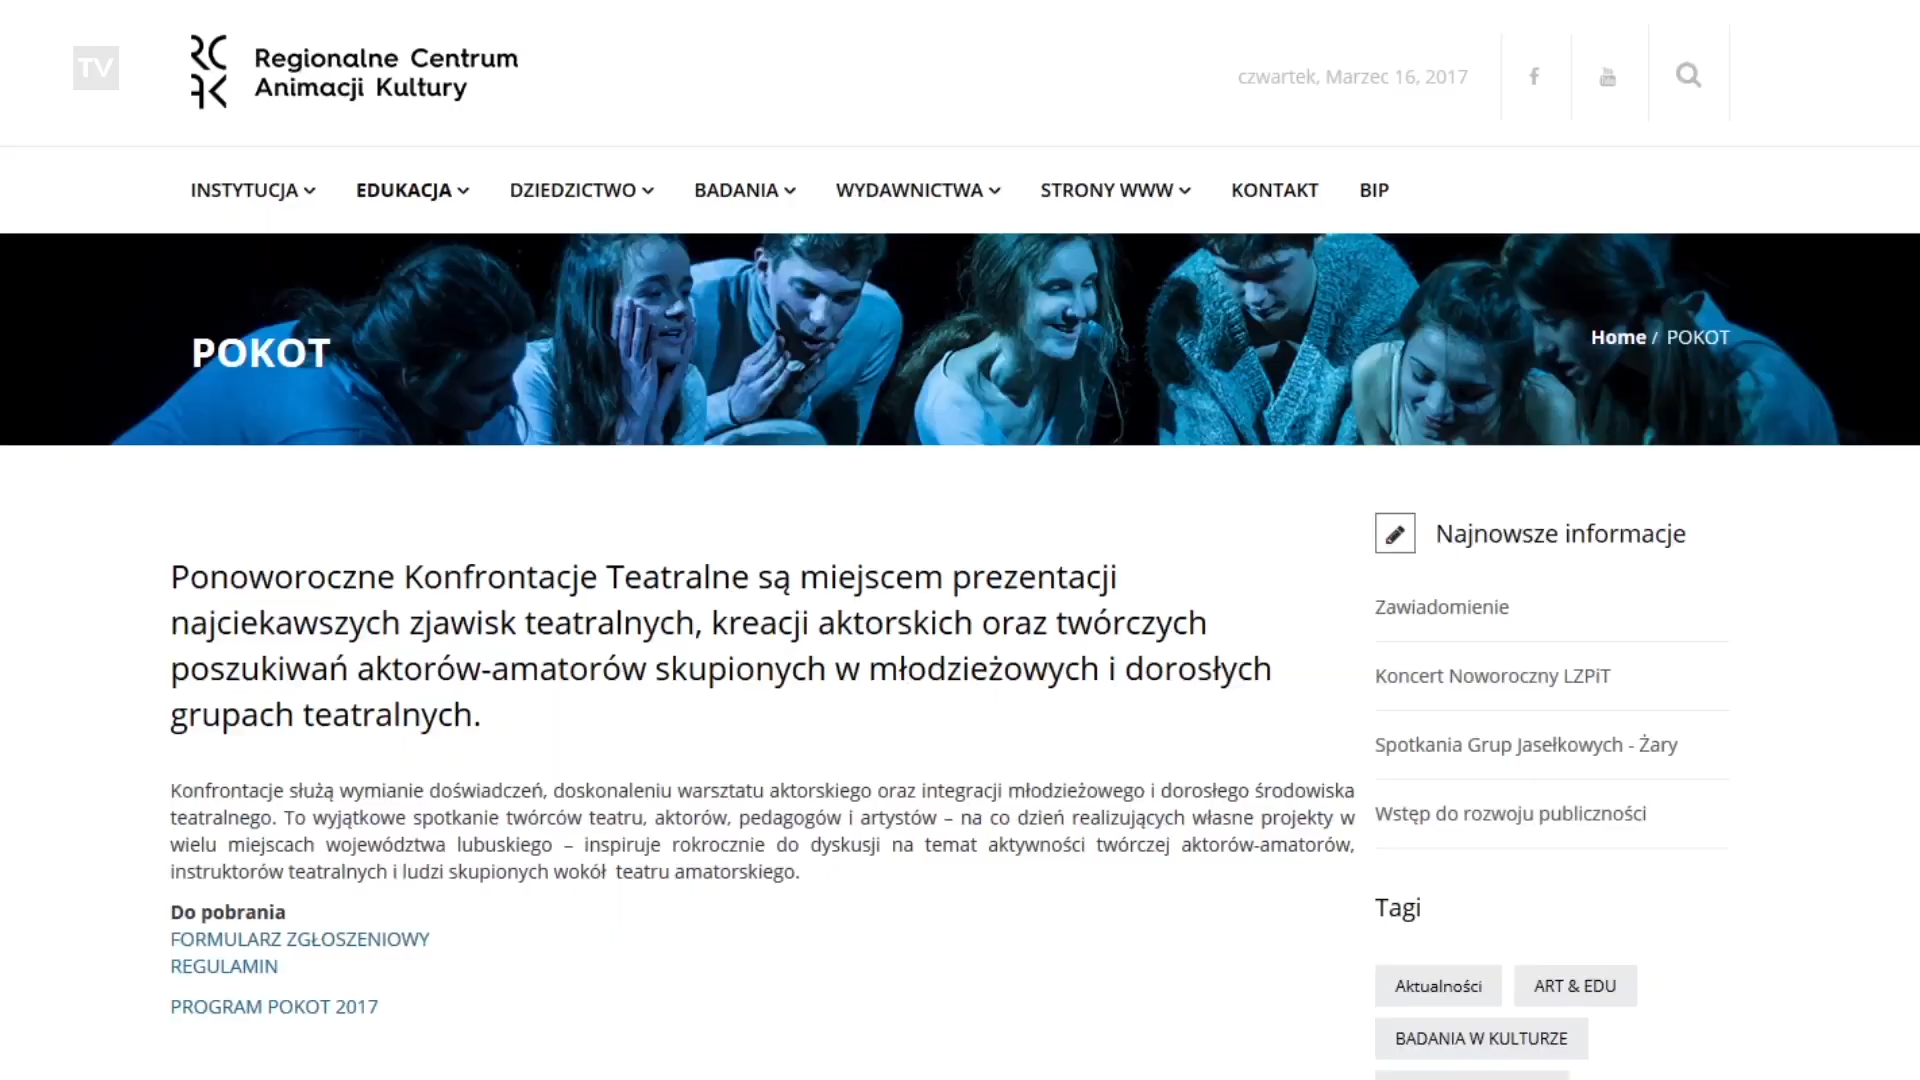 TV
RCAK
Regionalne Centrum
Animacji Kultury
czwartek, Marzec 16, 2017
INSTYTUCJA EDUKACJA DZIEDZICTWO BADANIA WYDAWNICTWA STRONY WWW KONTAKT BIP
POKOT
Home / POKOT
Ponoworoczne Konfrontacje Teatralne są miejscem prezentacji
najciekawszych zjawisk teatralnych, kreacji aktorskich oraz twórczych
poszukiwań aktorów-amatorów skupionych w młodzieżowych i dorosłych
grupach teatralnych.
Konfrontacje służą wymianie doświadczeń, doskonaleniu warsztatu aktorskiego oraz integracji młodzieżowego i dorosłego środowiska
teatralnego. To wyjątkowe spotkanie twórców teatru, aktorów, pedagogów i artystów – na co dzień realizujących własne projekty w
wielu miejscach województwa lubuskiego – inspiruje rokrocznie do dyskusji na temat aktywności twórczej aktorów-amatorów,
instruktorów teatralnych i ludzi skupionych wokół teatru amatorskiego.
Do pobrania
FORMULARZ ZGŁOSZENIOWY
REGULAMIN
PROGRAM POKOT 2017
Najnowsze informacje
Zawiadomienie
Koncert Noworoczny LZPiT
Spotkania Grup Jasełkowych - Żary
Wstęp do rozwoju publiczności
Tagi
Aktualności ART & EDU
BADANIA W KULTURZE